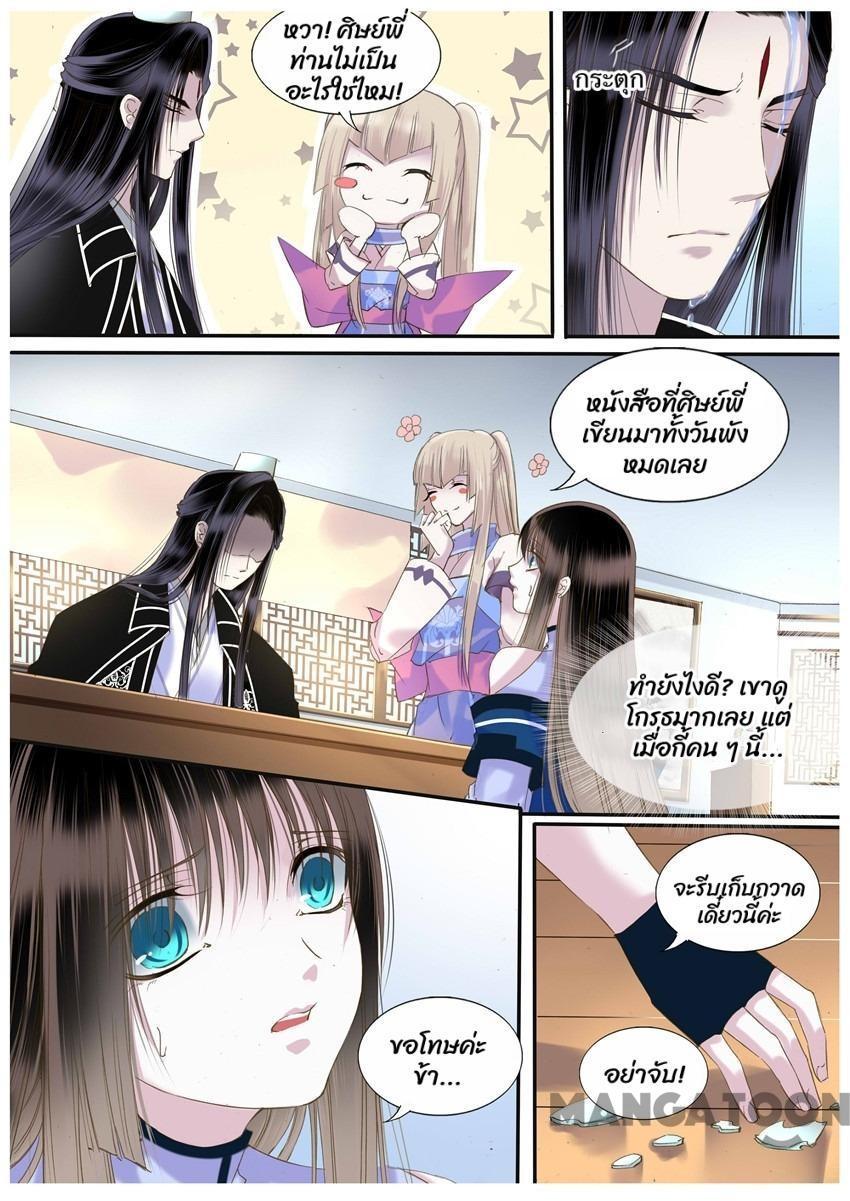 หวา! ศิษย์พี่
ท่านไม่เป็น
อะไรใช่ไหม!
กระตุก
หนังสือที่ศิษย์พี่
เขียนมาทั้งวันพัง
หมดเลย
ทำยังไงดี? เขาดู
โกรธมากเลย แต่
เมื่อกี้คน ๆ นี้...
ขอโทษค่ะ
ข้า...
จะรีบเก็บถวาด
เดี๋ยวนี้ค่ะ
อย่าจับ!
MANGATOON